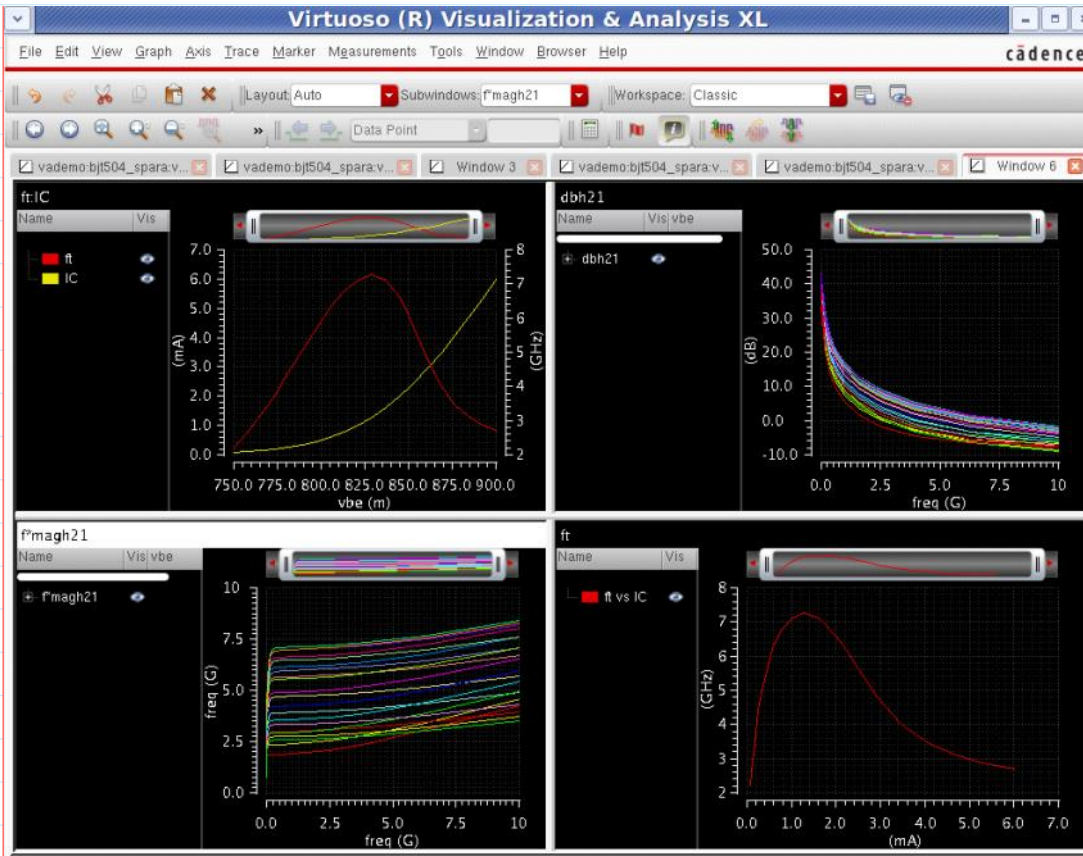 Virtuoso (R) Visualization & Analysis XL
File Edit View Graph Axis Trace Marker Measurements Tools Window Browser Help
cādence
Layout: Auto Subwindows: f*magh21 Workspace: Classic
» Data Point
vademo:bjt504_spara:v... vademo:bjt504_spara:v... Window 3 vademo:bjt504_spara:v... vademo:bjt504_spara:v... Window 6
ft:IC
Name Vis
ft
IC
7.0
6.0
5.0
4.0
3.0
2.0
1.0
0.0
(mA)
8
7
6
5
4
3
2
(GHz)
750.0 775.0 800.0 825.0 850.0 875.0 900.0
vbe (m)
dbh21
Name Vis vbe
dbh21
50.0
40.0
30.0
20.0
10.0
0.0
-10.0
(dB)
0.0 2.5 5.0 7.5 10
freq (G)
f*magh21
Name Vis vbe
f*magh21
10
7.5
5.0
2.5
0.0
freq (G)
0.0 2.5 5.0 7.5 10
freq (G)
ft
Name Vis
ft vs IC
8
7
6
5
4
3
2
(GHz)
0.0 1.0 2.0 3.0 4.0 5.0 6.0 7.0
(mA)